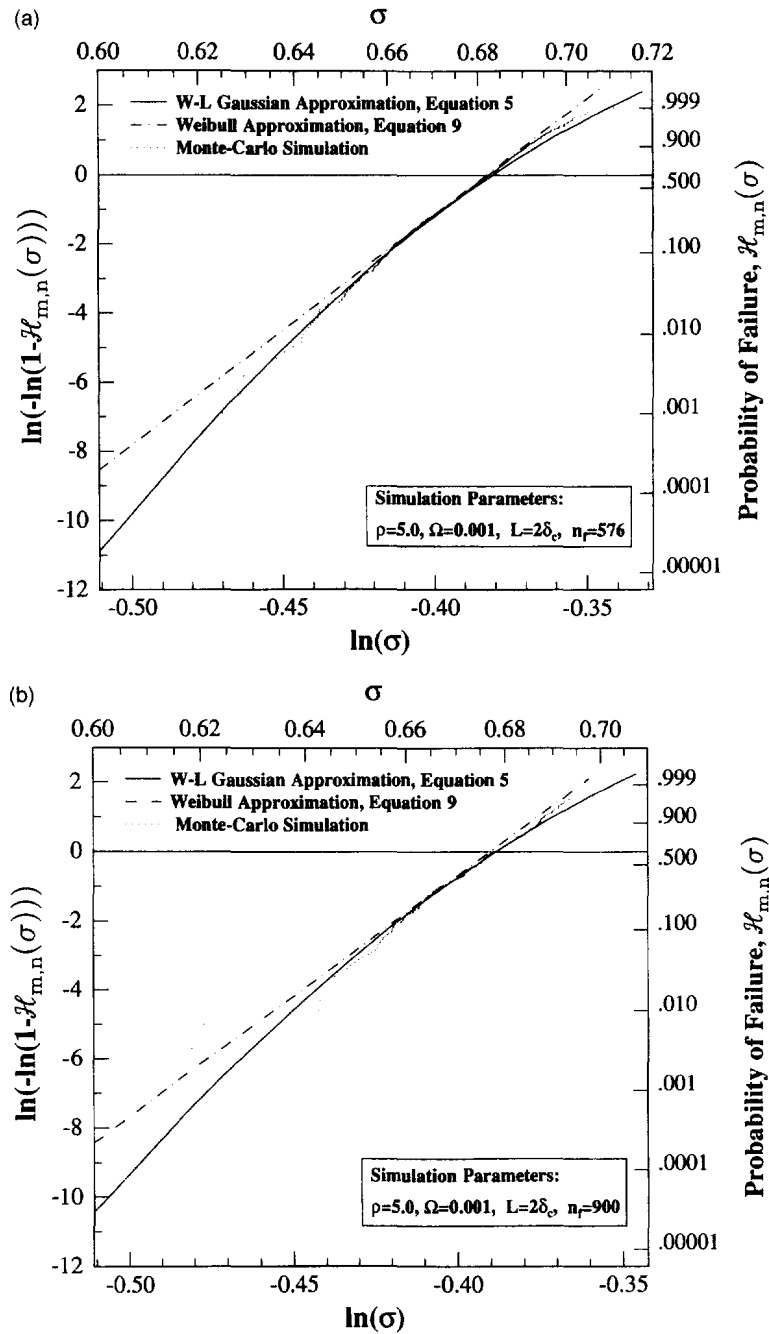 (a)
σ
0.60 0.62 0.64 0.66 0.68 0.70 0.72
W-L Gaussian Approximation, Equation 5
Weibull Approximation, Equation 9
Monte-Carlo Simulation
2
0
-2
-4
-6
-8
-10
-12
ln(-ln(1-ℋm,n(σ)))
.999
.900
.500
.100
.010
.001
.0001
.00001
Probability of Failure, ℋm,n(σ)
Simulation Parameters:
ρ=5.0, Ω=0.001, L=2δc, nf=576
-0.50 -0.45 -0.40 -0.35
ln(σ)
(b)
σ
0.60 0.62 0.64 0.66 0.68 0.70
W-L Gaussian Approximation, Equation 5
Weibull Approximation, Equation 9
Monte-Carlo Simulation
2
0
-2
-4
-6
-8
-10
-12
ln(-ln(1-ℋm,n(σ)))
.999
.900
.500
.100
.010
.001
.0001
.00001
Probability of Failure, ℋm,n(σ)
Simulation Parameters:
ρ=5.0, Ω=0.001, L=2δc, nf=900
-0.50 -0.45 -0.40 -0.35
ln(σ)